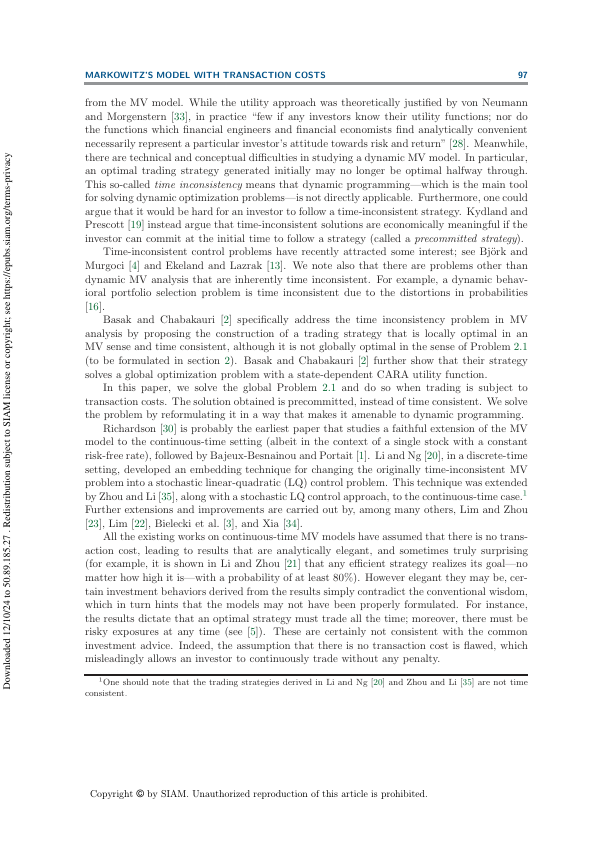 MARKOWITZ'S MODEL WITH TRANSACTION COSTS 97
from the MV model. While the utility approach was theoretically justified by von Neumann
and Morgenstern [33], in practice “few if any investors know their utility functions; nor do
the functions which financial engineers and financial economists find analytically convenient
necessarily represent a particular investor's attitude towards risk and return” [28]. Meanwhile,
there are technical and conceptual difficulties in studying a dynamic MV model. In particular,
an optimal trading strategy generated initially may no longer be optimal halfway through.
This so-called time inconsistency means that dynamic programming—which is the main tool
for solving dynamic optimization problems—is not directly applicable. Furthermore, one could
argue that it would be hard for an investor to follow a time-inconsistent strategy. Kydland and
Prescott [19] instead argue that time-inconsistent solutions are economically meaningful if the
investor can commit at the initial time to follow a strategy (called a precommitted strategy).
Time-inconsistent control problems have recently attracted some interest; see Björk and
Murgoci [4] and Ekeland and Lazrak [13]. We note also that there are problems other than
dynamic MV analysis that are inherently time inconsistent. For example, a dynamic behav-
ioral portfolio selection problem is time inconsistent due to the distortions in probabilities
[16].
Basak and Chabakauri [2] specifically address the time inconsistency problem in MV
analysis by proposing the construction of a trading strategy that is locally optimal in an
MV sense and time consistent, although it is not globally optimal in the sense of Problem 2.1
(to be formulated in section 2). Basak and Chabakauri [2] further show that their strategy
solves a global optimization problem with a state-dependent CARA utility function.
In this paper, we solve the global Problem 2.1 and do so when trading is subject to
transaction costs. The solution obtained is precommitted, instead of time consistent. We solve
the problem by reformulating it in a way that makes it amenable to dynamic programming.
Richardson [30] is probably the earliest paper that studies a faithful extension of the MV
model to the continuous-time setting (albeit in the context of a single stock with a constant
risk-free rate), followed by Bajeux-Besnainou and Portait [1]. Li and Ng [20], in a discrete-time
setting, developed an embedding technique for changing the originally time-inconsistent MV
problem into a stochastic linear-quadratic (LQ) control problem. This technique was extended
by Zhou and Li [35], along with a stochastic LQ control approach, to the continuous-time case.1
Further extensions and improvements are carried out by, among many others, Lim and Zhou
[23], Lim [22], Bielecki et al. [3], and Xia [34].
All the existing works on continuous-time MV models have assumed that there is no trans-
action cost, leading to results that are analytically elegant, and sometimes truly surprising
(for example, it is shown in Li and Zhou [21] that any efficient strategy realizes its goal—no
matter how high it is—with a probability of at least 80%). However elegant they may be, cer-
tain investment behaviors derived from the results simply contradict the conventional wisdom,
which in turn hints that the models may not have been properly formulated. For instance,
the results dictate that an optimal strategy must trade all the time; moreover, there must be
risky exposures at any time (see [5]). These are certainly not consistent with the common
investment advice. Indeed, the assumption that there is no transaction cost is flawed, which
misleadingly allows an investor to continuously trade without any penalty.
1One should note that the trading strategies derived in Li and Ng [20] and Zhou and Li [35] are not time
consistent.
Copyright © by SIAM. Unauthorized reproduction of this article is prohibited.
Downloaded 12/10/24 to 50.89.185.27 . Redistribution subject to SIAM license or copyright; see https://epubs.siam.org/terms-privacy